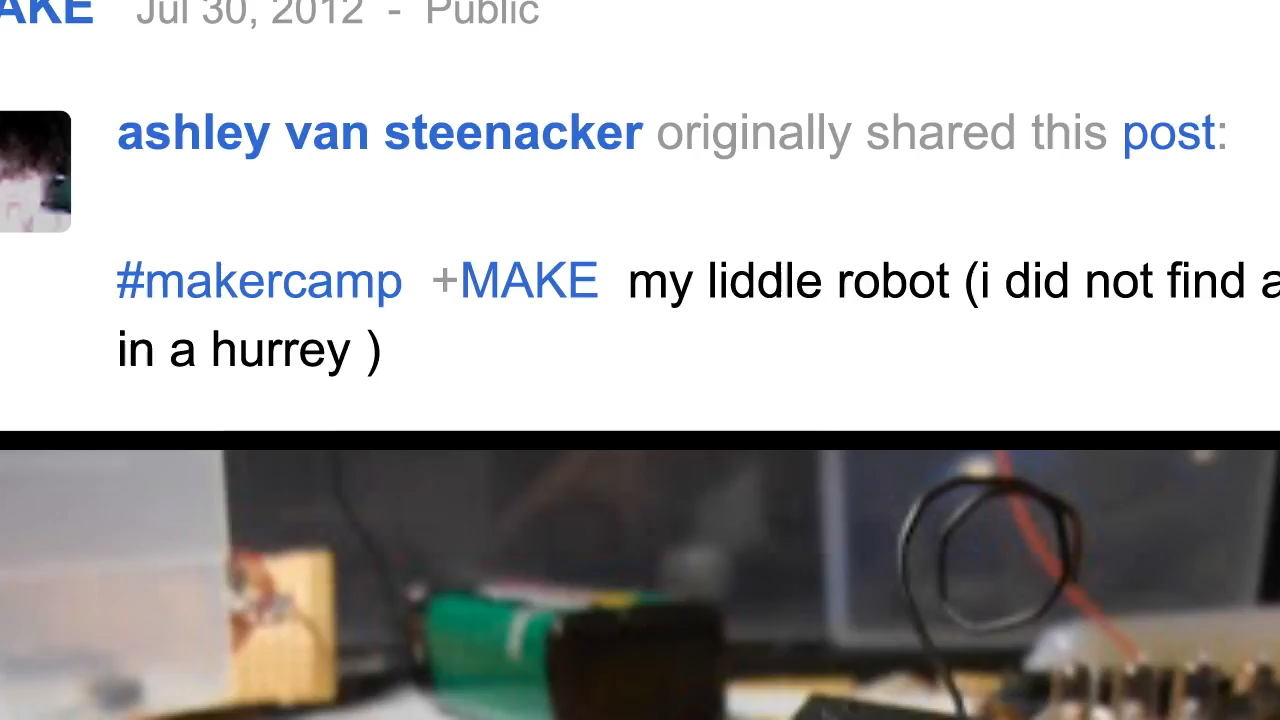 AKE Jul 30, 2012 - Public
ashley van steenacker originally shared this post:
#makercamp +MAKE my liddle robot (i did not find a
in a hurrey )